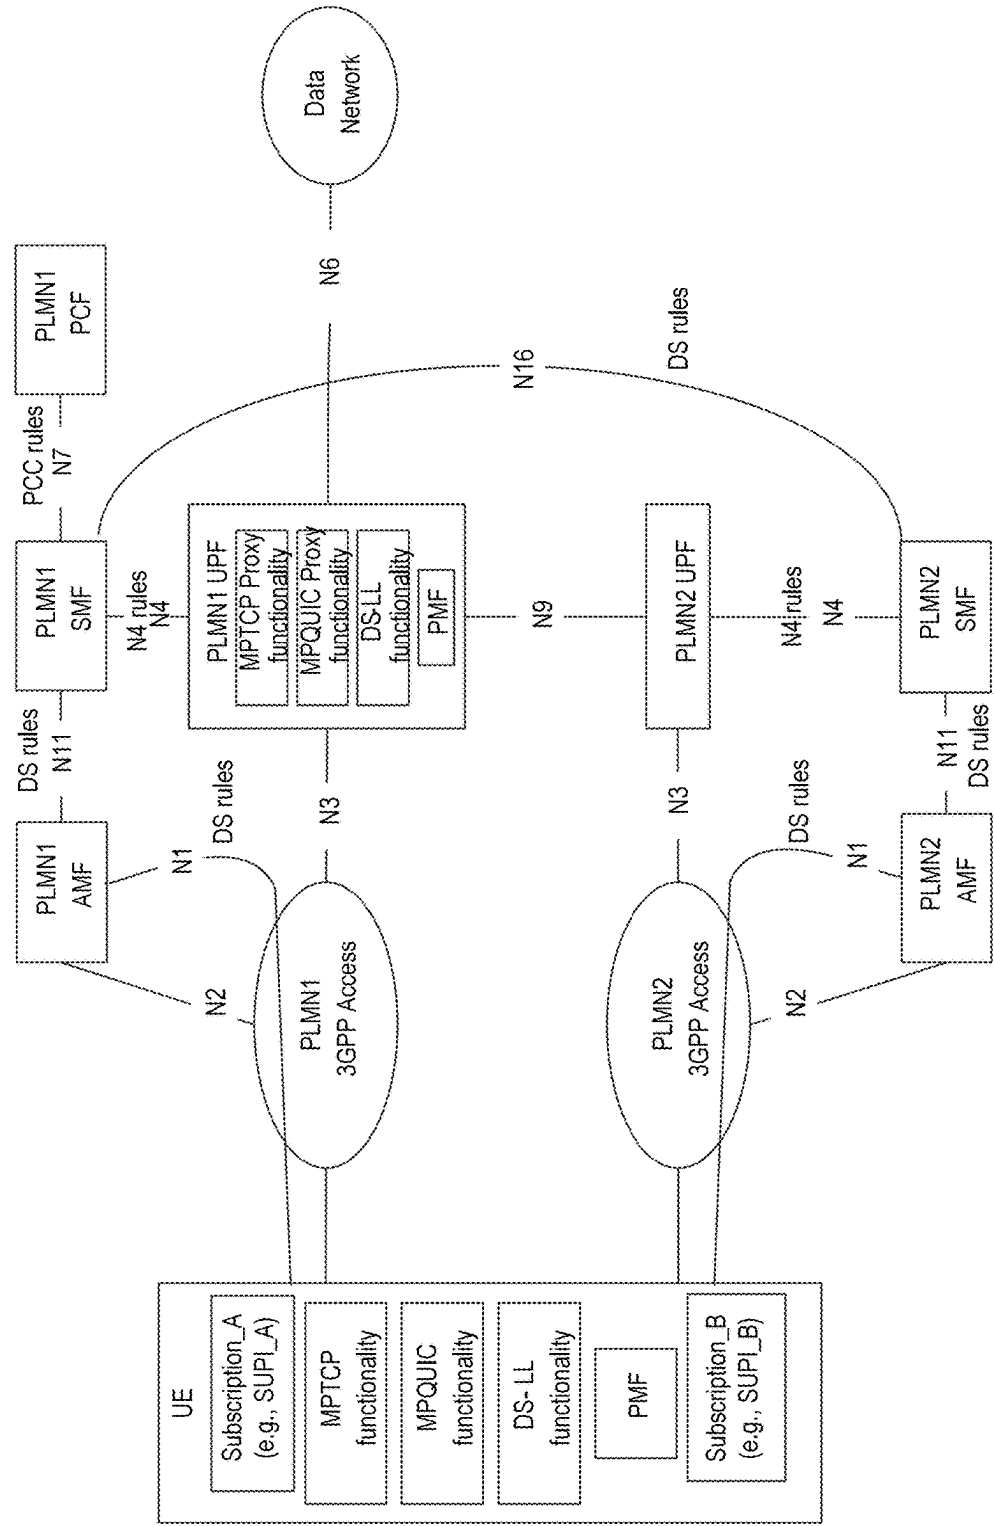 UE
Subscription_A
(e.g., SUPI_A)
MPTCP
functionality
MPQUIC
functionality
DS- LL
functionality
PMF
Subscription_B
(e.g., SUPI_B)
PLMN1
3GPP Access
PLMN2
3GPP Access
N2
N1
DS rules
N2
N1
DS rules
PLMN1
AMF
PLMN2
AMF
DS rules
N11
N3
N3
N11
DS rules
PLMN1
SMF
N4 rules
N4
PLMN1 UPF
MPTCP Proxy
functionality
MPQUIC Proxy
functionality
DS-LL
functionality
PMF
N9
PLMN2 UPF
N4 rules
N4
PLMN2
SMF
PCC rules
N7
N16
DS rules
PLMN1
PCF
N6
Data
Network